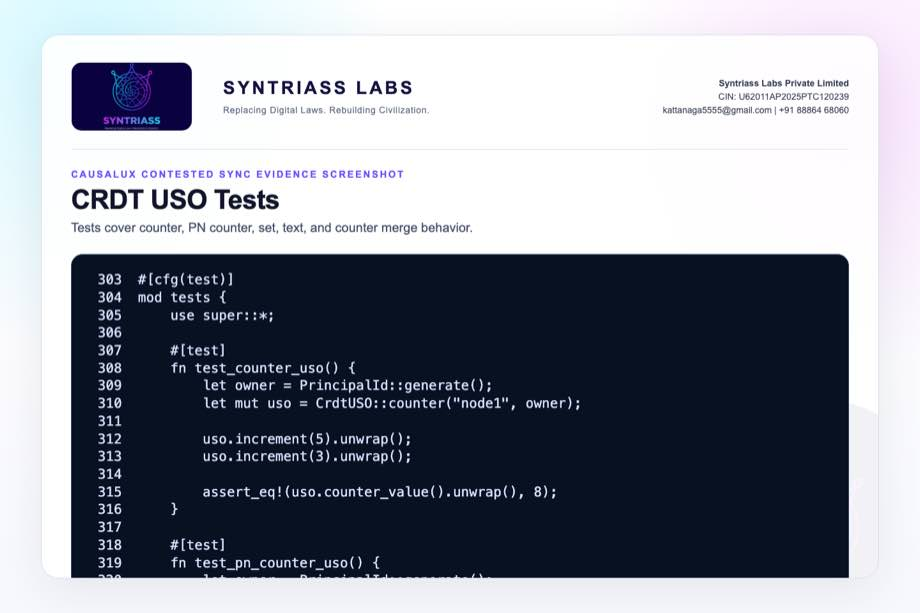 SYNTRIASS
SYNTRIASS LABS
Replacing Digital Laws. Rebuilding Civilization.
Syntriass Labs Private Limited
CIN: U62011AP2025PTC120239
kattanaga5555@gmail.com | +91 88864 68060
CAUSALUX CONTESTED SYNC EVIDENCE SCREENSHOT
CRDT USO Tests
Tests cover counter, PN counter, set, text, and counter merge behavior.
303 #[cfg(test)]
304 mod tests {
305     use super::*;
306
307     #[test]
308     fn test_counter_uso() {
309         let owner = PrincipalId::generate();
310         let mut uso = CrdtUSO::counter("node1", owner);
311
312         uso.increment(5).unwrap();
313         uso.increment(3).unwrap();
314
315         assert_eq!(uso.counter_value().unwrap(), 8);
316     }
317
318     #[test]
319     fn test_pn_counter_uso() {